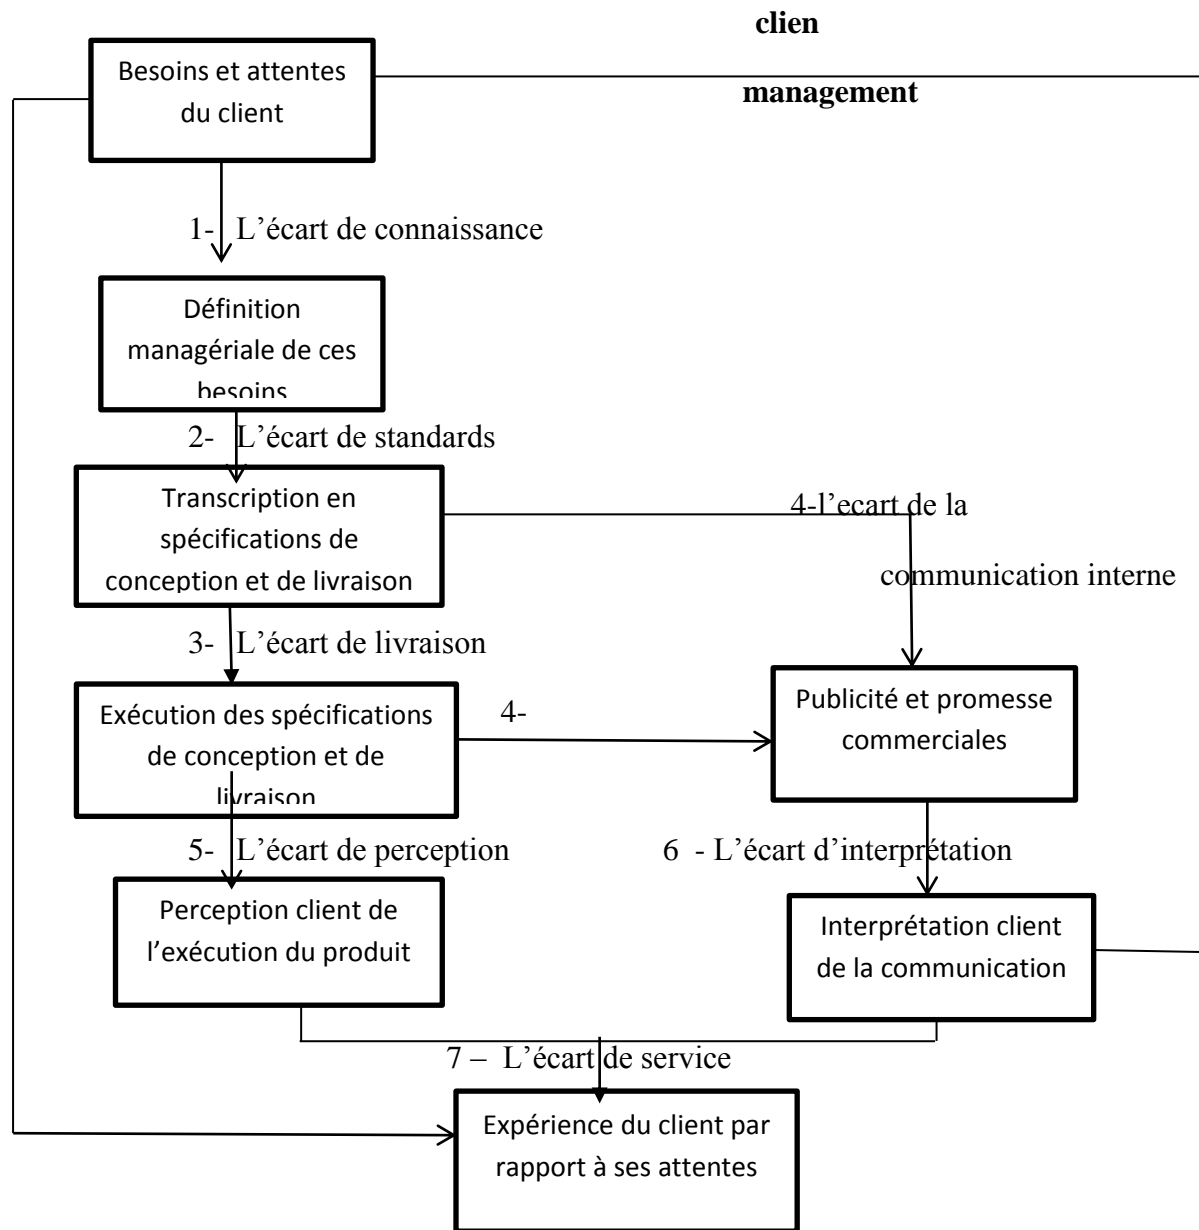 clien
Besoins et attentes
du client
management
1- L’écart de connaissance
Définition
managériale de ces
besoins
2- L’écart de standards
Transcription en
spécifications de
conception et de livraison
4-l’ecart de la
communication interne
3- L’écart de livraison
Exécution des spécifications
de conception et de
livraison
4-
Publicité et promesse
commerciales
5- L’écart de perception
6 - L’écart d’interprétation
Perception client de
l’exécution du produit
Interprétation client
de la communication
7 – L’écart de service
Expérience du client par
rapport à ses attentes